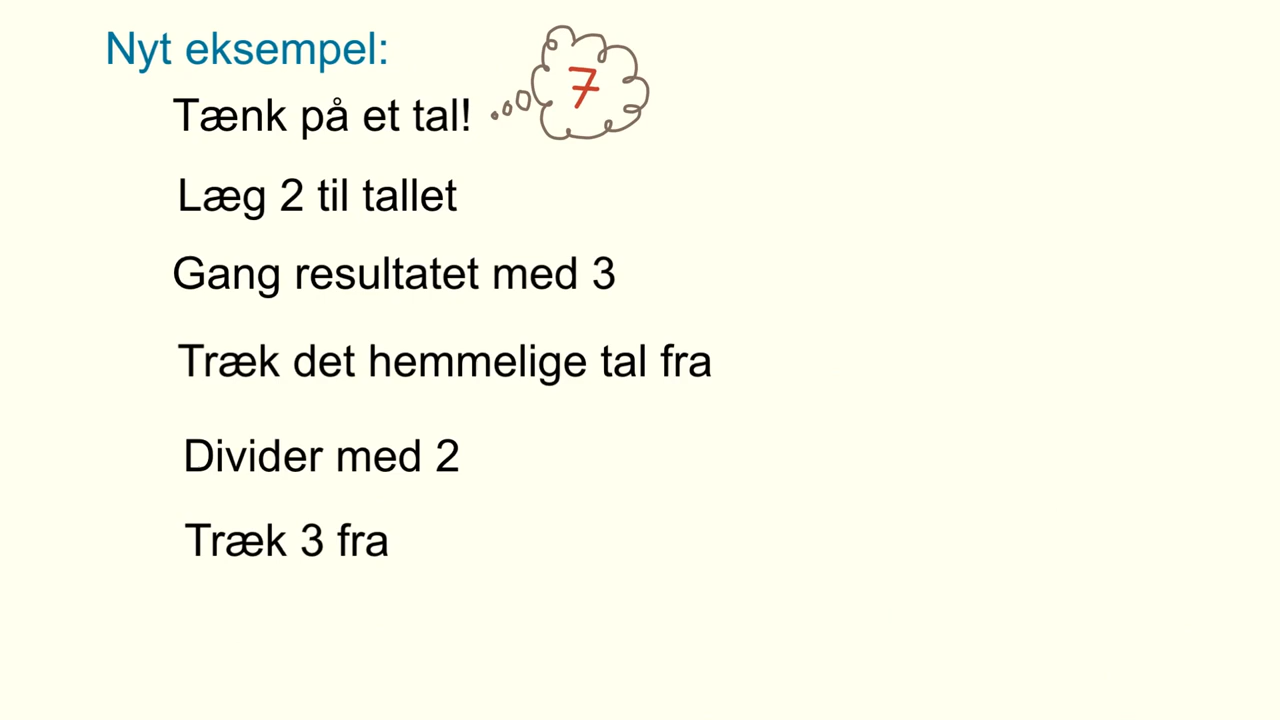 Nyt eksempel:
Tænk på et tal!
7
Læg 2 til tallet
Gang resultatet med 3
Træk det hemmelige tal fra
Divider med 2
Træk 3 fra